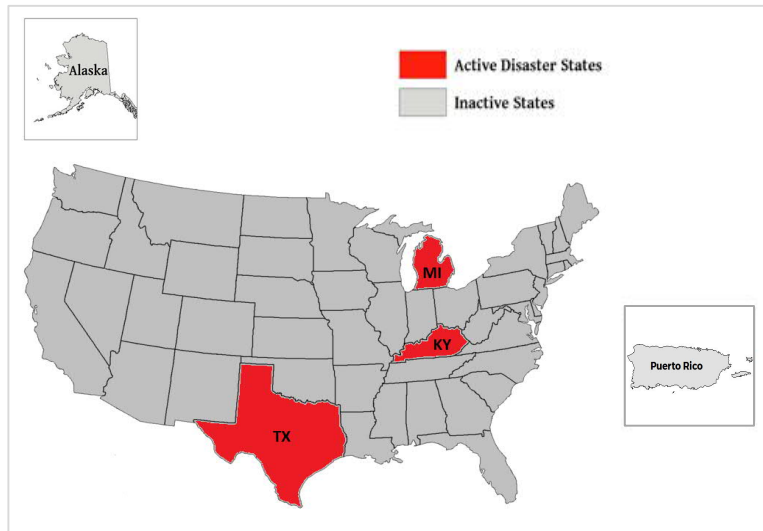 Alaska
Active Disaster States
Inactive States
MI
KY
Puerto Rico
TX